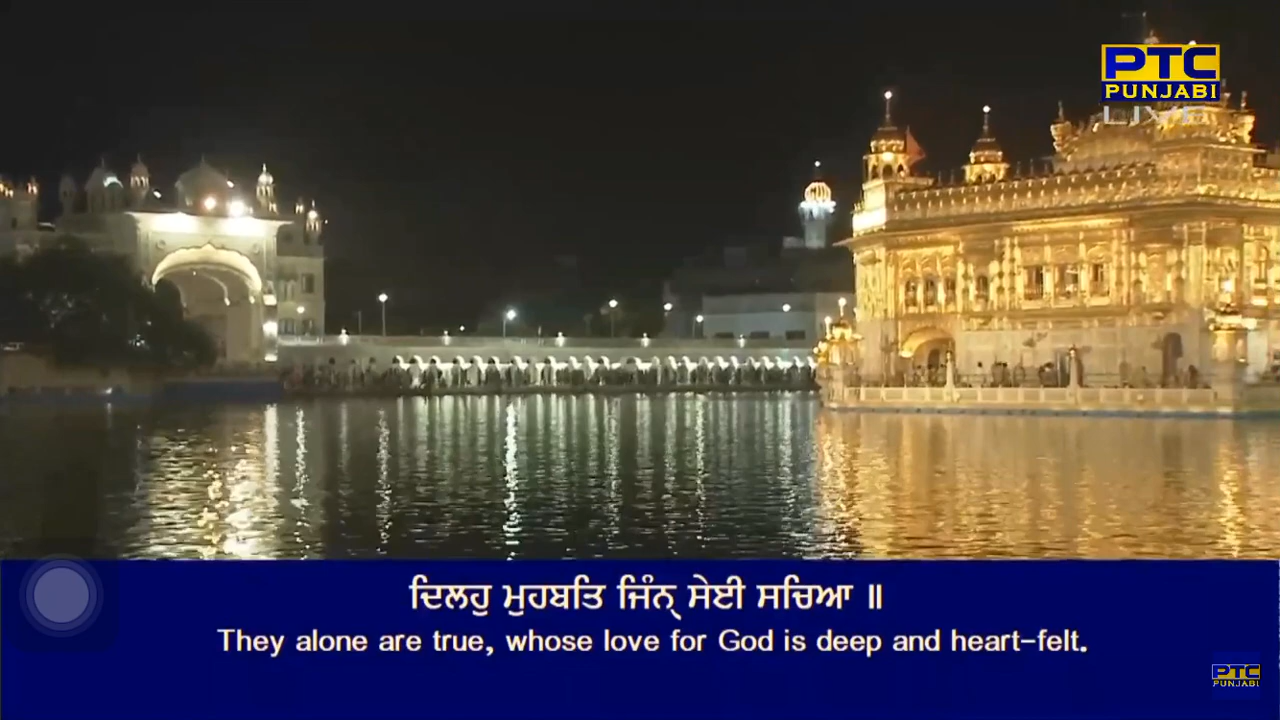 PTC
PUNJABI
LIVE
ਦਿਲਹੁ ਮੁਹਬਤਿ ਜਿੰਨ੍ ਸੇਈ ਸਚਿਆ ॥
They alone are true, whose love for God is deep and heart-felt.
PTC
PUNJABI